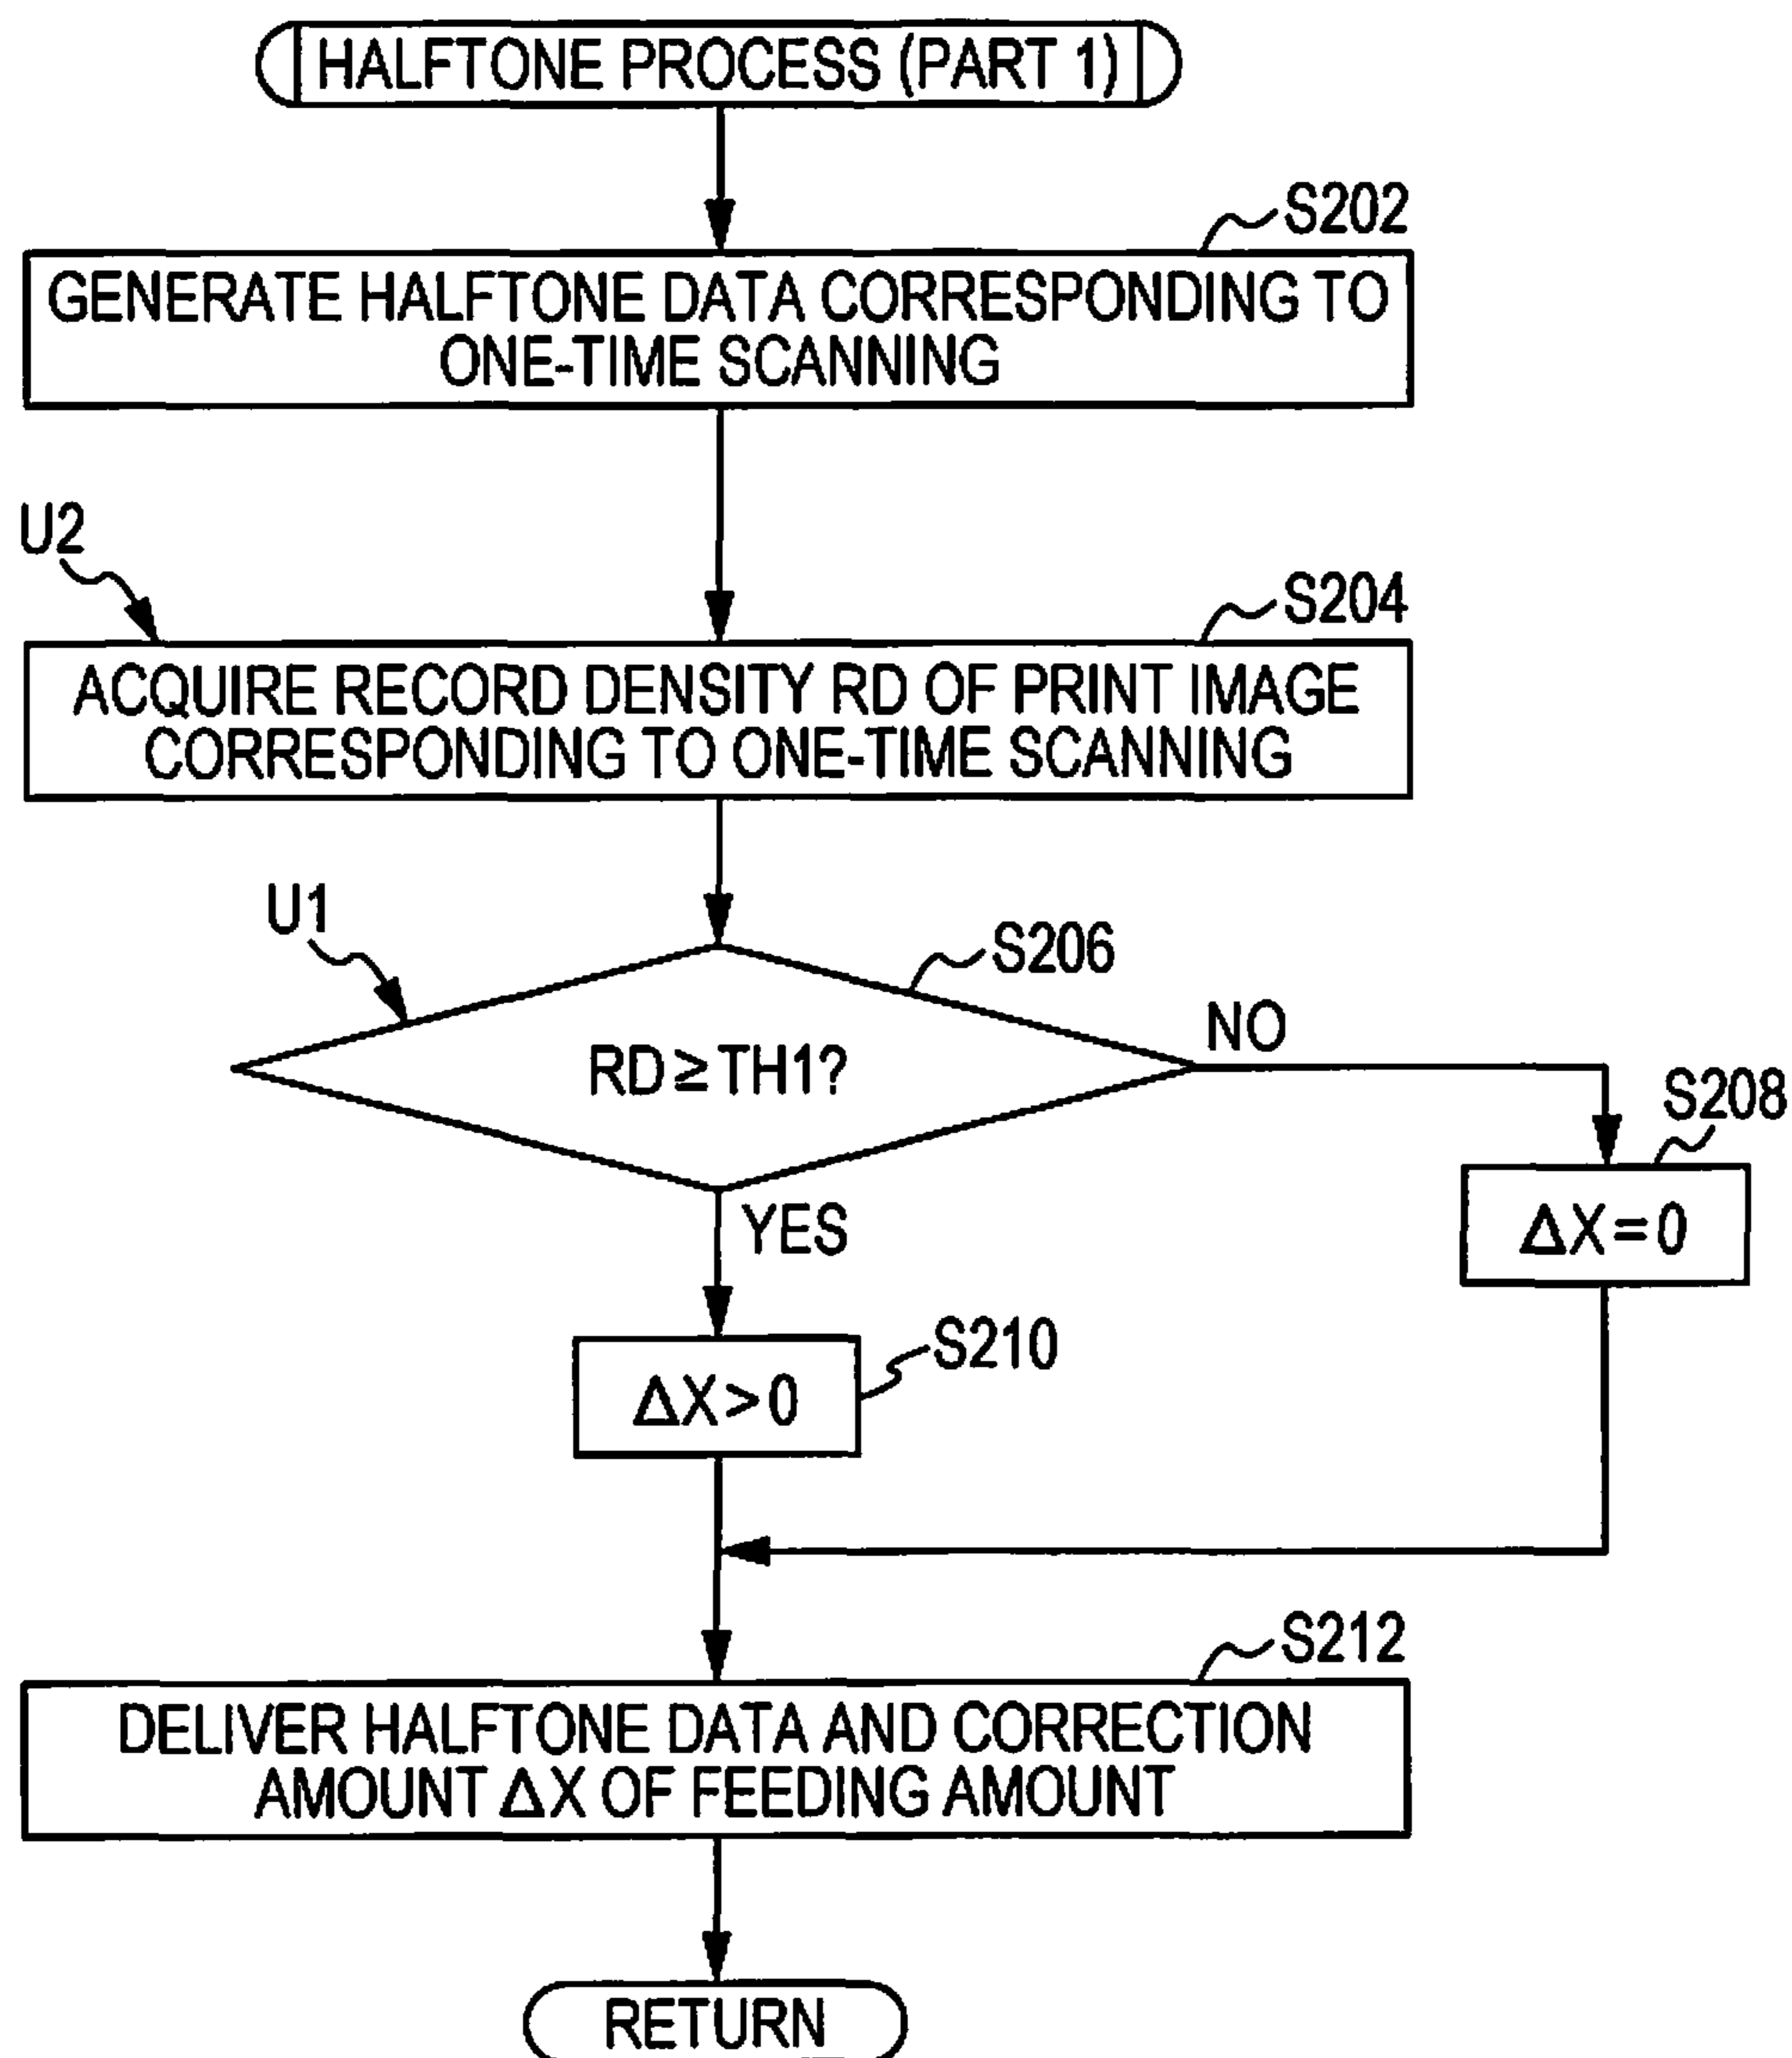 HALFTONE PROCESS (PART 1)
S202
GENERATE HALFTONE DATA CORRESPONDING TO
ONE-TIME SCANNING
U2
S204
ACQUIRE RECORD DENSITY RD OF PRINT IMAGE
CORRESPONDING TO ONE-TIME SCANNING
U1
S206
RD≥TH1?
NO
S208
YES
ΔX=0
S210
ΔX>0
S212
DELIVER HALFTONE DATA AND CORRECTION
AMOUNT ΔX OF FEEDING AMOUNT
RETURN